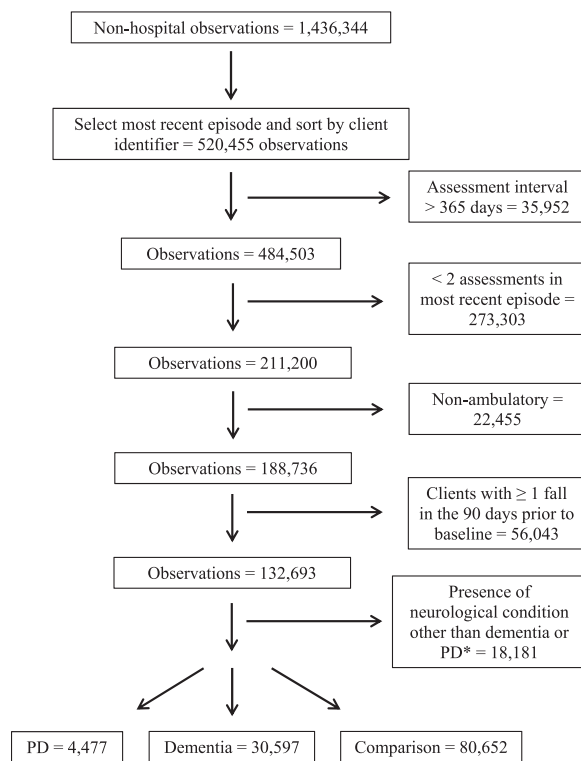 Non-hospital observations = 1,436,344
Select most recent episode and sort by client
identifier = 520,455 observations
Assessment interval
> 365 days = 35,952
Observations = 484,503
< 2 assessments in
most recent episode =
273,303
Observations = 211,200
Non-ambulatory =
22,455
Observations = 188,736
Clients with ≥ 1 fall
in the 90 days prior to
baseline = 56,043
Observations = 132,693
Presence of
neurological condition
other than dementia or
PD* = 18,181
PD = 4,477
Dementia = 30,597
Comparison = 80,652